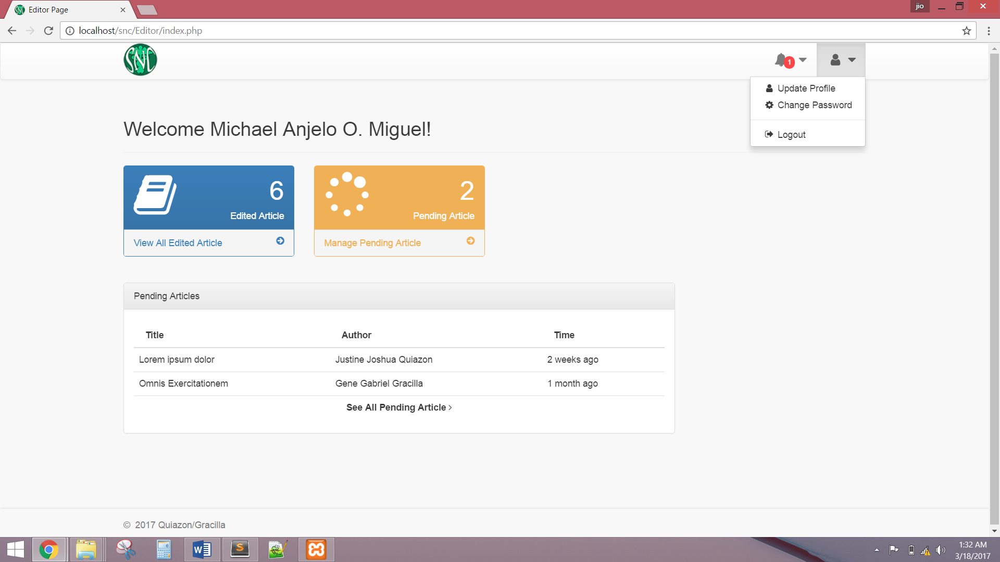 Editor Page
jio
localhost/snc/Editor/index.php
SNC
1
Update Profile
Change Password
Logout
Welcome Michael Anjelo O. Miguel!
6
Edited Article
View All Edited Article
2
Pending Article
Manage Pending Article
Pending Articles
Title Author Time
Lorem ipsum dolor Justine Joshua Quiazon 2 weeks ago
Omnis Exercitationem Gene Gabriel Gracilla 1 month ago
See All Pending Article ›
© 2017 Quiazon/Gracilla
1:32 AM
3/18/2017